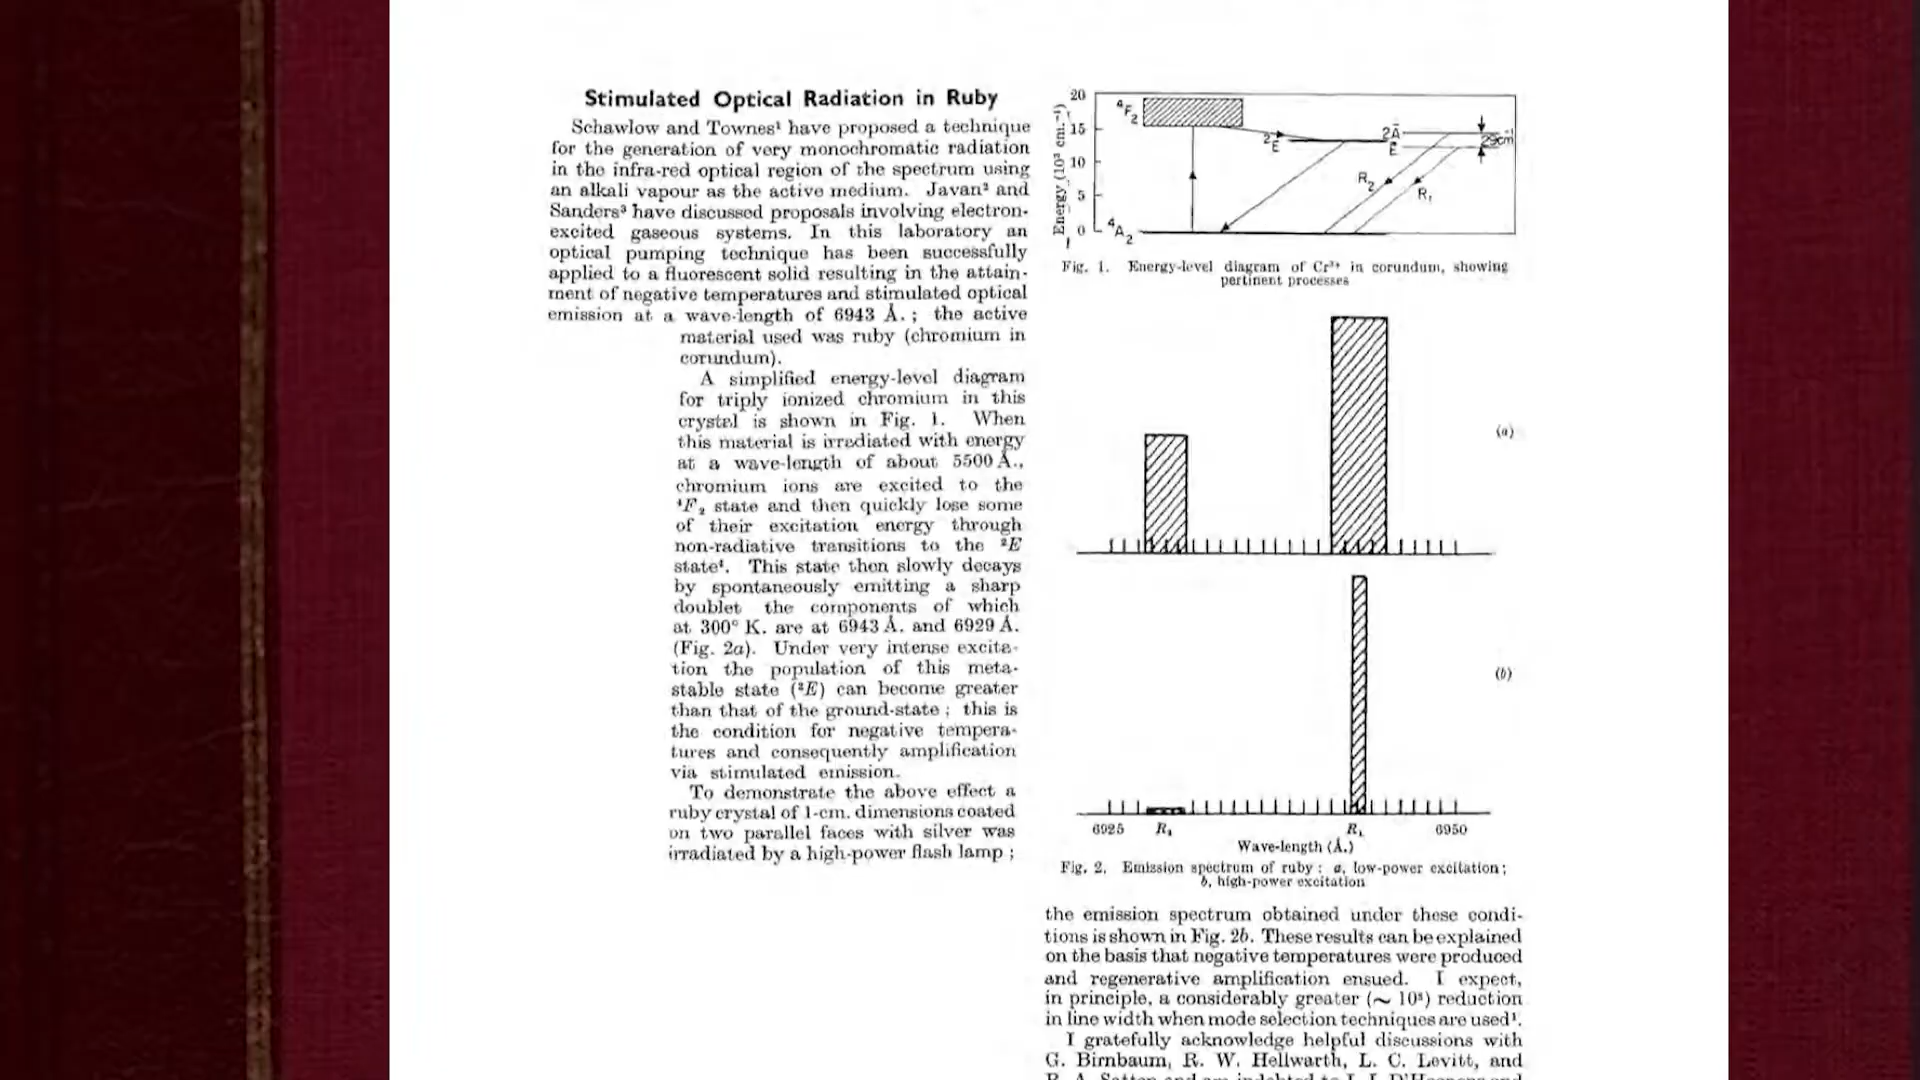 Stimulated Optical Radiation in Ruby
Schawlow and Townes¹ have proposed a technique
for the generation of very monochromatic radiation
in the infra-red optical region of the spectrum using
an alkali vapour as the active medium. Javan² and
Sanders³ have discussed proposals involving electron-
excited gaseous systems. In this laboratory an
optical pumping technique has been successfully
applied to a fluorescent solid resulting in the attain-
ment of negative temperatures and stimulated optical
emission at a wave-length of 6943 Å. ; the active
material used was ruby (chromium in
corundum).
A simplified energy-level diagram
for triply ionized chromium in this
crystal is shown in Fig. 1. When
this material is irradiated with energy
at a wave-length of about 5500 Å.,
chromium ions are excited to the
⁴F₂ state and then quickly lose some
of their excitation energy through
non-radiative transitions to the ²E
state⁴. This state then slowly decays
by spontaneously emitting a sharp
doublet the components of which
at 300° K. are at 6943 Å. and 6929 Å.
(Fig. 2a). Under very intense excita-
tion the population of this meta-
stable state (²E) can become greater
than that of the ground-state ; this is
the condition for negative tempera-
tures and consequently amplification
via stimulated emission.
To demonstrate the above effect a
ruby crystal of 1-cm. dimensions coated
on two parallel faces with silver was
irradiated by a high-power flash lamp ;
Energy (10³ cm.⁻¹)
20
15
10
5
0
⁴F₂
²E
2Ā
Ē
29cm⁻¹
R₂
R₁
⁴A₂
Fig. 1. Energy-level diagram of Cr³⁺ in corundum, showing
pertinent processes
(a)
(b)
6925 R₁ 6950
Wave-length (Å.)
Fig. 2. Emission spectrum of ruby : a, low-power excitation ;
b, high-power excitation
the emission spectrum obtained under these condi-
tions is shown in Fig. 2b. These results can be explained
on the basis that negative temperatures were produced
and regenerative amplification ensued. I expect,
in principle, a considerably greater (∼ 10⁸) reduction
in line width when mode selection techniques are used¹.
I gratefully acknowledge helpful discussions with
G. Birnbaum, R. W. Hellwarth, L. C. Levitt, and